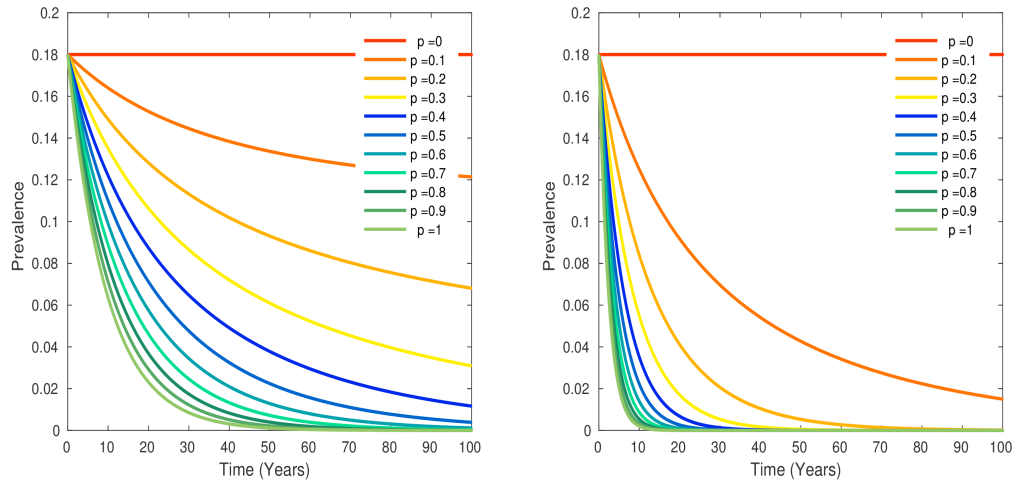 0.2
0.18
0.16
0.14
0.12
0.1
0.08
0.06
0.04
0.02
0
Prevalence
0 10 20 30 40 50 60 70 80 90 100
Time (Years)
p =0
p =0.1
p =0.2
p =0.3
p =0.4
p =0.5
p =0.6
p =0.7
p =0.8
p =0.9
p =1
0.2
0.18
0.16
0.14
0.12
0.1
0.08
0.06
0.04
0.02
0
Prevalence
0 10 20 30 40 50 60 70 80 90 100
Time (Years)
p =0
p =0.1
p =0.2
p =0.3
p =0.4
p =0.5
p =0.6
p =0.7
p =0.8
p =0.9
p =1